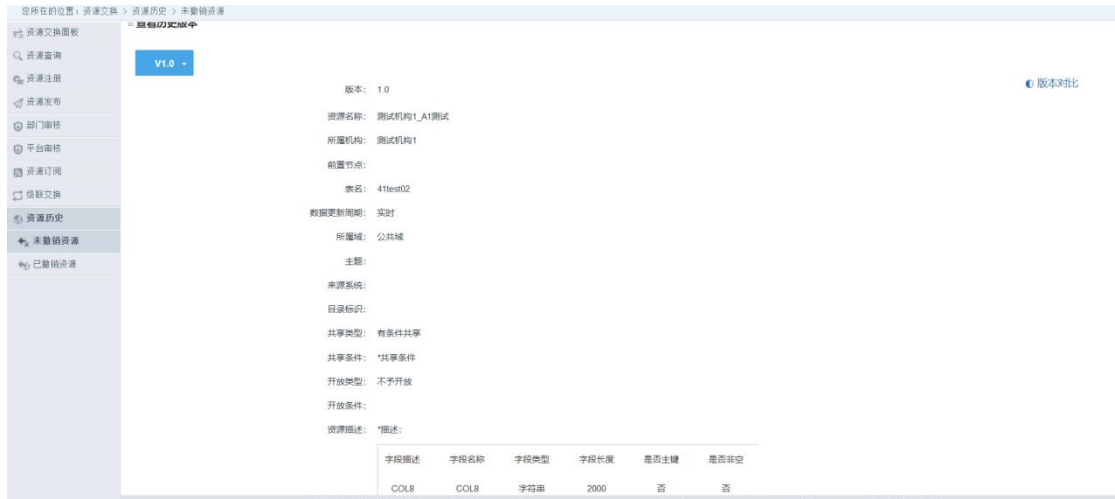 您所在的位置：资源交换 > 资源历史 > 未撤销资源
资源交换面板
资源查询
资源注册
资源发布
部门审核
平台审核
资源订阅
级联交换
资源历史
未撤销资源
已撤销资源
查看历史版本
V1.0
版本对比
版本： 1.0
资源名称： 测试机构1_A1测试
所属机构： 测试机构1
前置节点：
表名： 41test02
数据更新周期： 实时
所属域： 公共域
主题：
来源系统：
目录标识：
共享类型： 有条件共享
共享条件： *共享条件
开放类型： 不予开放
开放条件：
资源描述： *描述:
字段描述 字段名称 字段类型 字段长度 是否主键 是否非空
COL8 COL8 字符串 2000 否 否